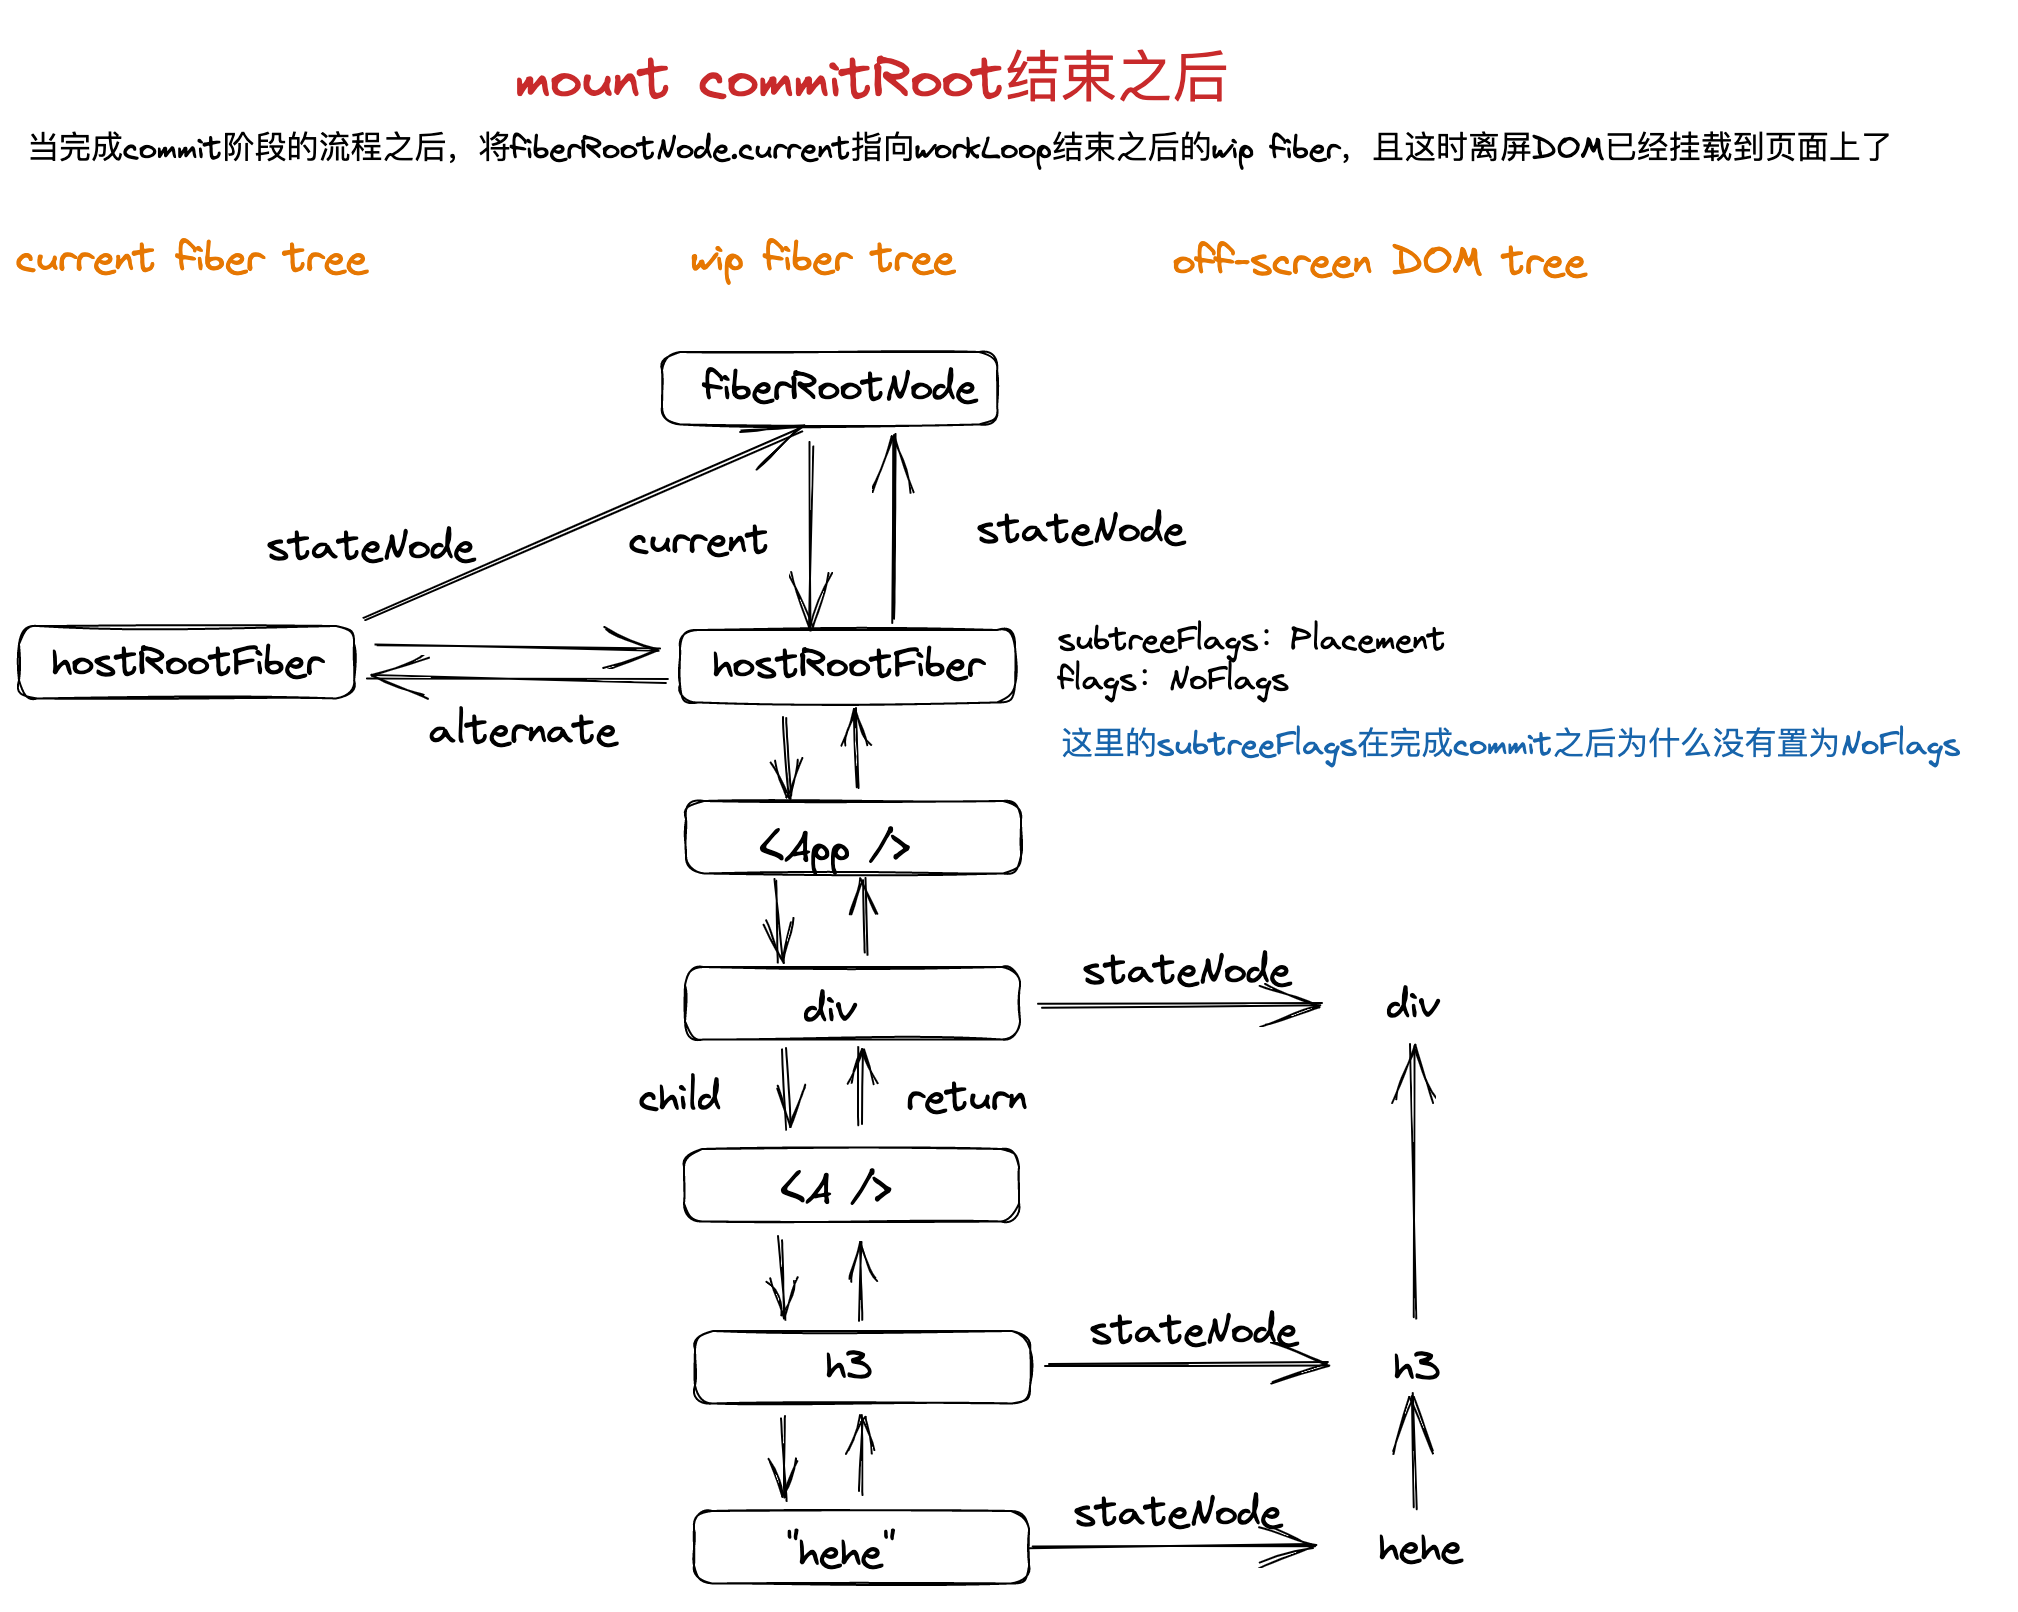 mount commitRoot结束之后
当完成commit阶段的流程之后，将fiberRootNode.current指向workLoop结束之后的wip fiber，且这时离屏DOM已经挂载到页面上了
current fiber tree
wip fiber tree
off-screen DOM tree
fiberRootNode
stateNode
current
stateNode
hostRootFiber
hostRootFiber
subtreeFlags: Placement
flags: NoFlags
alternate
这里的subtreeFlags在完成commit之后为什么没有置为NoFlags
<App />
div
stateNode
div
child
return
<A />
h3
stateNode
h3
"hehe"
stateNode
hehe